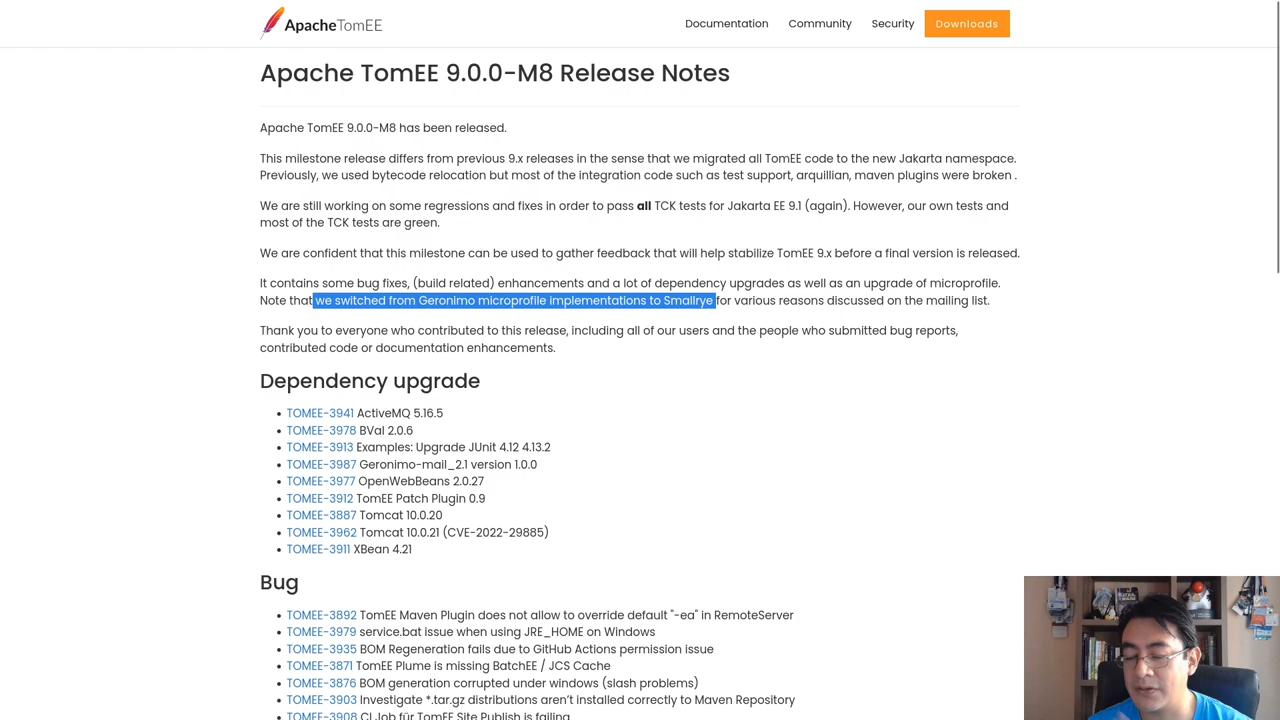 ApacheTomEE
Documentation
Community
Security
Downloads
Apache TomEE 9.0.0-M8 Release Notes
Apache TomEE 9.0.0-M8 has been released.
This milestone release differs from previous 9.x releases in the sense that we migrated all TomEE code to the new Jakarta namespace.
Previously, we used bytecode relocation but most of the integration code such as test support, arquillian, maven plugins were broken .
We are still working on some regressions and fixes in order to pass all TCK tests for Jakarta EE 9.1 (again). However, our own tests and
most of the TCK tests are green.
We are confident that this milestone can be used to gather feedback that will help stabilize TomEE 9.x before a final version is released.
It contains some bug fixes, (build related) enhancements and a lot of dependency upgrades as well as an upgrade of microprofile.
Note that we switched from Geronimo microprofile implementations to Smallrye for various reasons discussed on the mailing list.
Thank you to everyone who contributed to this release, including all of our users and the people who submitted bug reports,
contributed code or documentation enhancements.
Dependency upgrade
• TOMEE-3941 ActiveMQ 5.16.5
• TOMEE-3978 BVal 2.0.6
• TOMEE-3913 Examples: Upgrade JUnit 4.12 4.13.2
• TOMEE-3987 Geronimo-mail_2.1 version 1.0.0
• TOMEE-3977 OpenWebBeans 2.0.27
• TOMEE-3912 TomEE Patch Plugin 0.9
• TOMEE-3887 Tomcat 10.0.20
• TOMEE-3962 Tomcat 10.0.21 (CVE-2022-29885)
• TOMEE-3911 XBean 4.21
Bug
• TOMEE-3892 TomEE Maven Plugin does not allow to override default "-ea" in RemoteServer
• TOMEE-3979 service.bat issue when using JRE_HOME on Windows
• TOMEE-3935 BOM Regeneration fails due to GitHub Actions permission issue
• TOMEE-3871 TomEE Plume is missing BatchEE / JCS Cache
• TOMEE-3876 BOM generation corrupted under windows (slash problems)
• TOMEE-3903 Investigate *.tar.gz distributions aren't installed correctly to Maven Repository
• TOMEE-3908 CI Job für TomEE Site Publish is failing